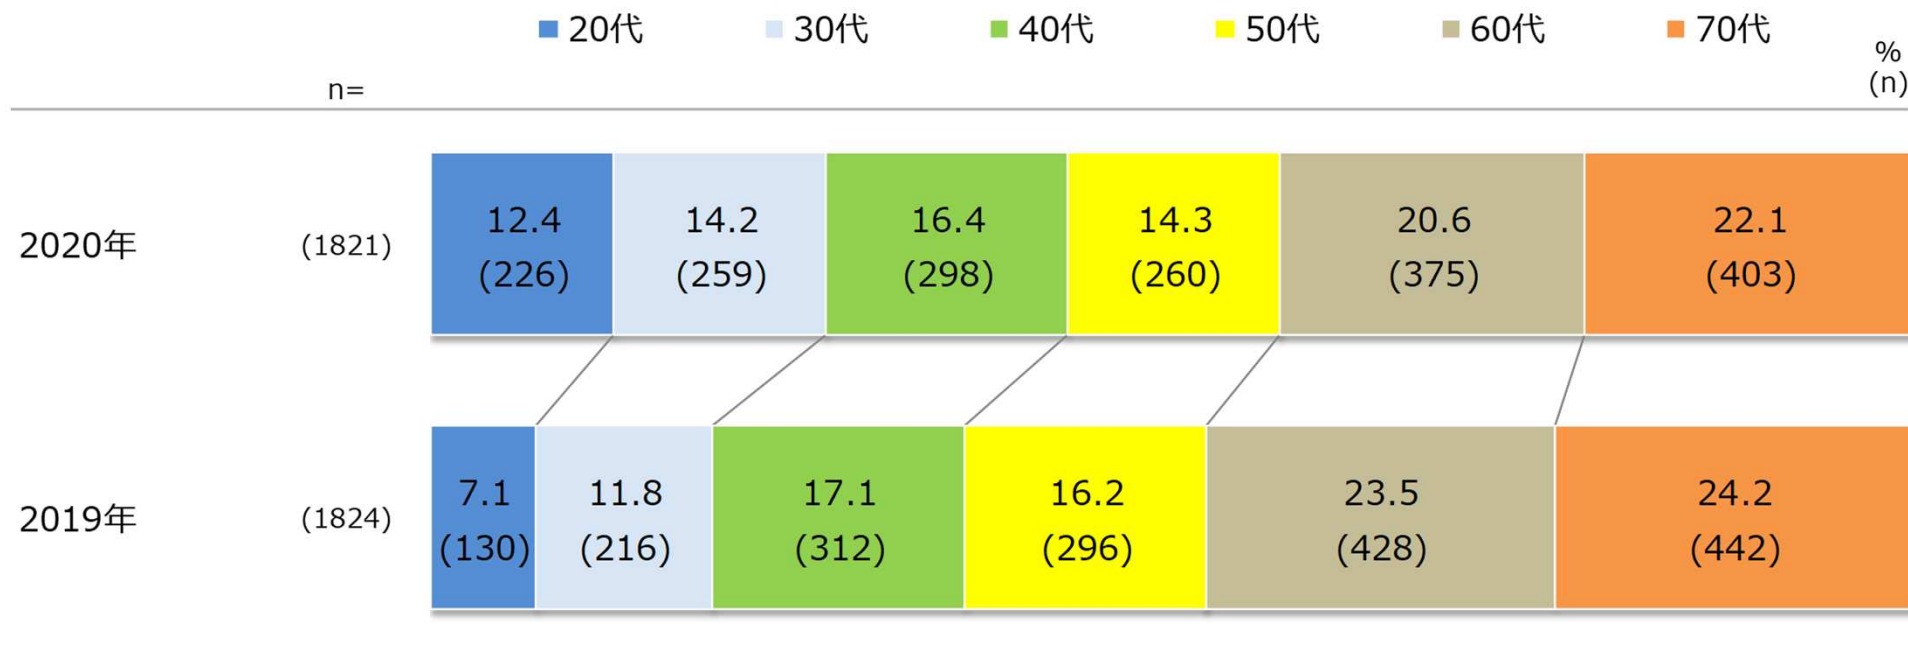 20代 30代 40代 50代 60代 70代
%
n= (n)
12.4 14.2 16.4 14.3 20.6 22.1
2020年 (1821)
(226) (259) (298) (260) (375) (403)
7.1 11.8 17.1 16.2 23.5 24.2
2019年 (1824)
(130) (216) (312) (296) (428) (442)